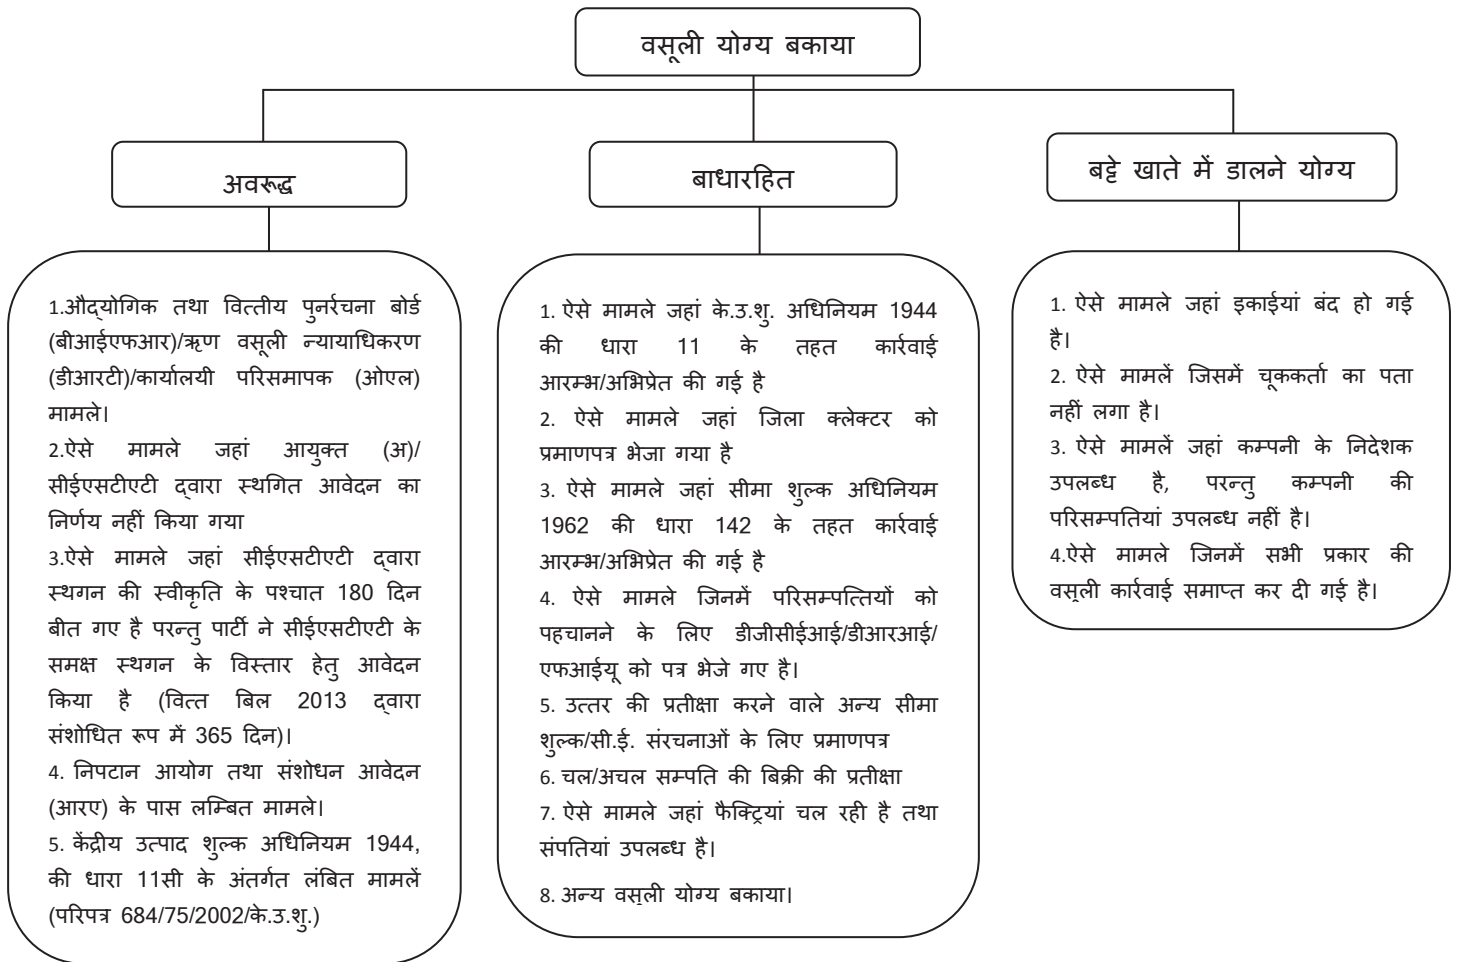 वसूली योग्य बकाया
अवरूद्ध
बाधारहित
बट्टे खाते में डालने योग्य
1.औद्योगिक तथा वित्तीय पुनर्रचना बोर्ड
(बीआईएफआर)/ऋण वसूली न्यायाधिकरण
(डीआरटी)/कार्यालयी परिसमापक (ओएल)
मामले।
2.ऐसे मामले जहां आयुक्त (अ)/
सीईएसटीएटी द्वारा स्थगित आवेदन का
निर्णय नहीं किया गया
3.ऐसे मामले जहां सीईएसटीएटी द्वारा
स्थगन की स्वीकृति के पश्चात 180 दिन
बीत गए है परन्तु पार्टी ने सीईएसटीएटी के
समक्ष स्थगन के विस्तार हेतु आवेदन
किया है (वित्त बिल 2013 द्वारा
संशोधित रूप में 365 दिन)।
4. निपटान आयोग तथा संशोधन आवेदन
(आरए) के पास लम्बित मामले।
5. केंद्रीय उत्पाद शुल्क अधिनियम 1944,
की धारा 11सी के अंतर्गत लंबित मामलें
(परिपत्र 684/75/2002/के.उ.शु.)
1. ऐसे मामले जहां के.उ.शु. अधिनियम 1944
की धारा 11 के तहत कार्रवाई
आरम्भ/अभिप्रेत की गई है
2. ऐसे मामले जहां जिला क्लेक्टर को
प्रमाणपत्र भेजा गया है
3. ऐसे मामले जहां सीमा शुल्क अधिनियम
1962 की धारा 142 के तहत कार्रवाई
आरम्भ/अभिप्रेत की गई है
4. ऐसे मामले जिनमें परिसम्पत्तियों को
पहचानने के लिए डीजीसीईआई/डीआरआई/
एफआईयू को पत्र भेजे गए है।
5. उत्तर की प्रतीक्षा करने वाले अन्य सीमा
शुल्क/सी.ई. संरचनाओं के लिए प्रमाणपत्र
6. चल/अचल सम्पति की बिक्री की प्रतीक्षा
7. ऐसे मामले जहां फैक्ट्रियां चल रही है तथा
संपतियां उपलब्ध है।
8. अन्य वसूली योग्य बकाया।
1. ऐसे मामले जहां इकाईयां बंद हो गई
है।
2. ऐसे मामलें जिसमें चूककर्ता का पता
नहीं लगा है।
3. ऐसे मामलें जहां कम्पनी के निदेशक
उपलब्ध है, परन्तु कम्पनी की
परिसम्पतियां उपलब्ध नहीं है।
4.ऐसे मामले जिनमें सभी प्रकार की
वसूली कार्रवाई समाप्त कर दी गई है।